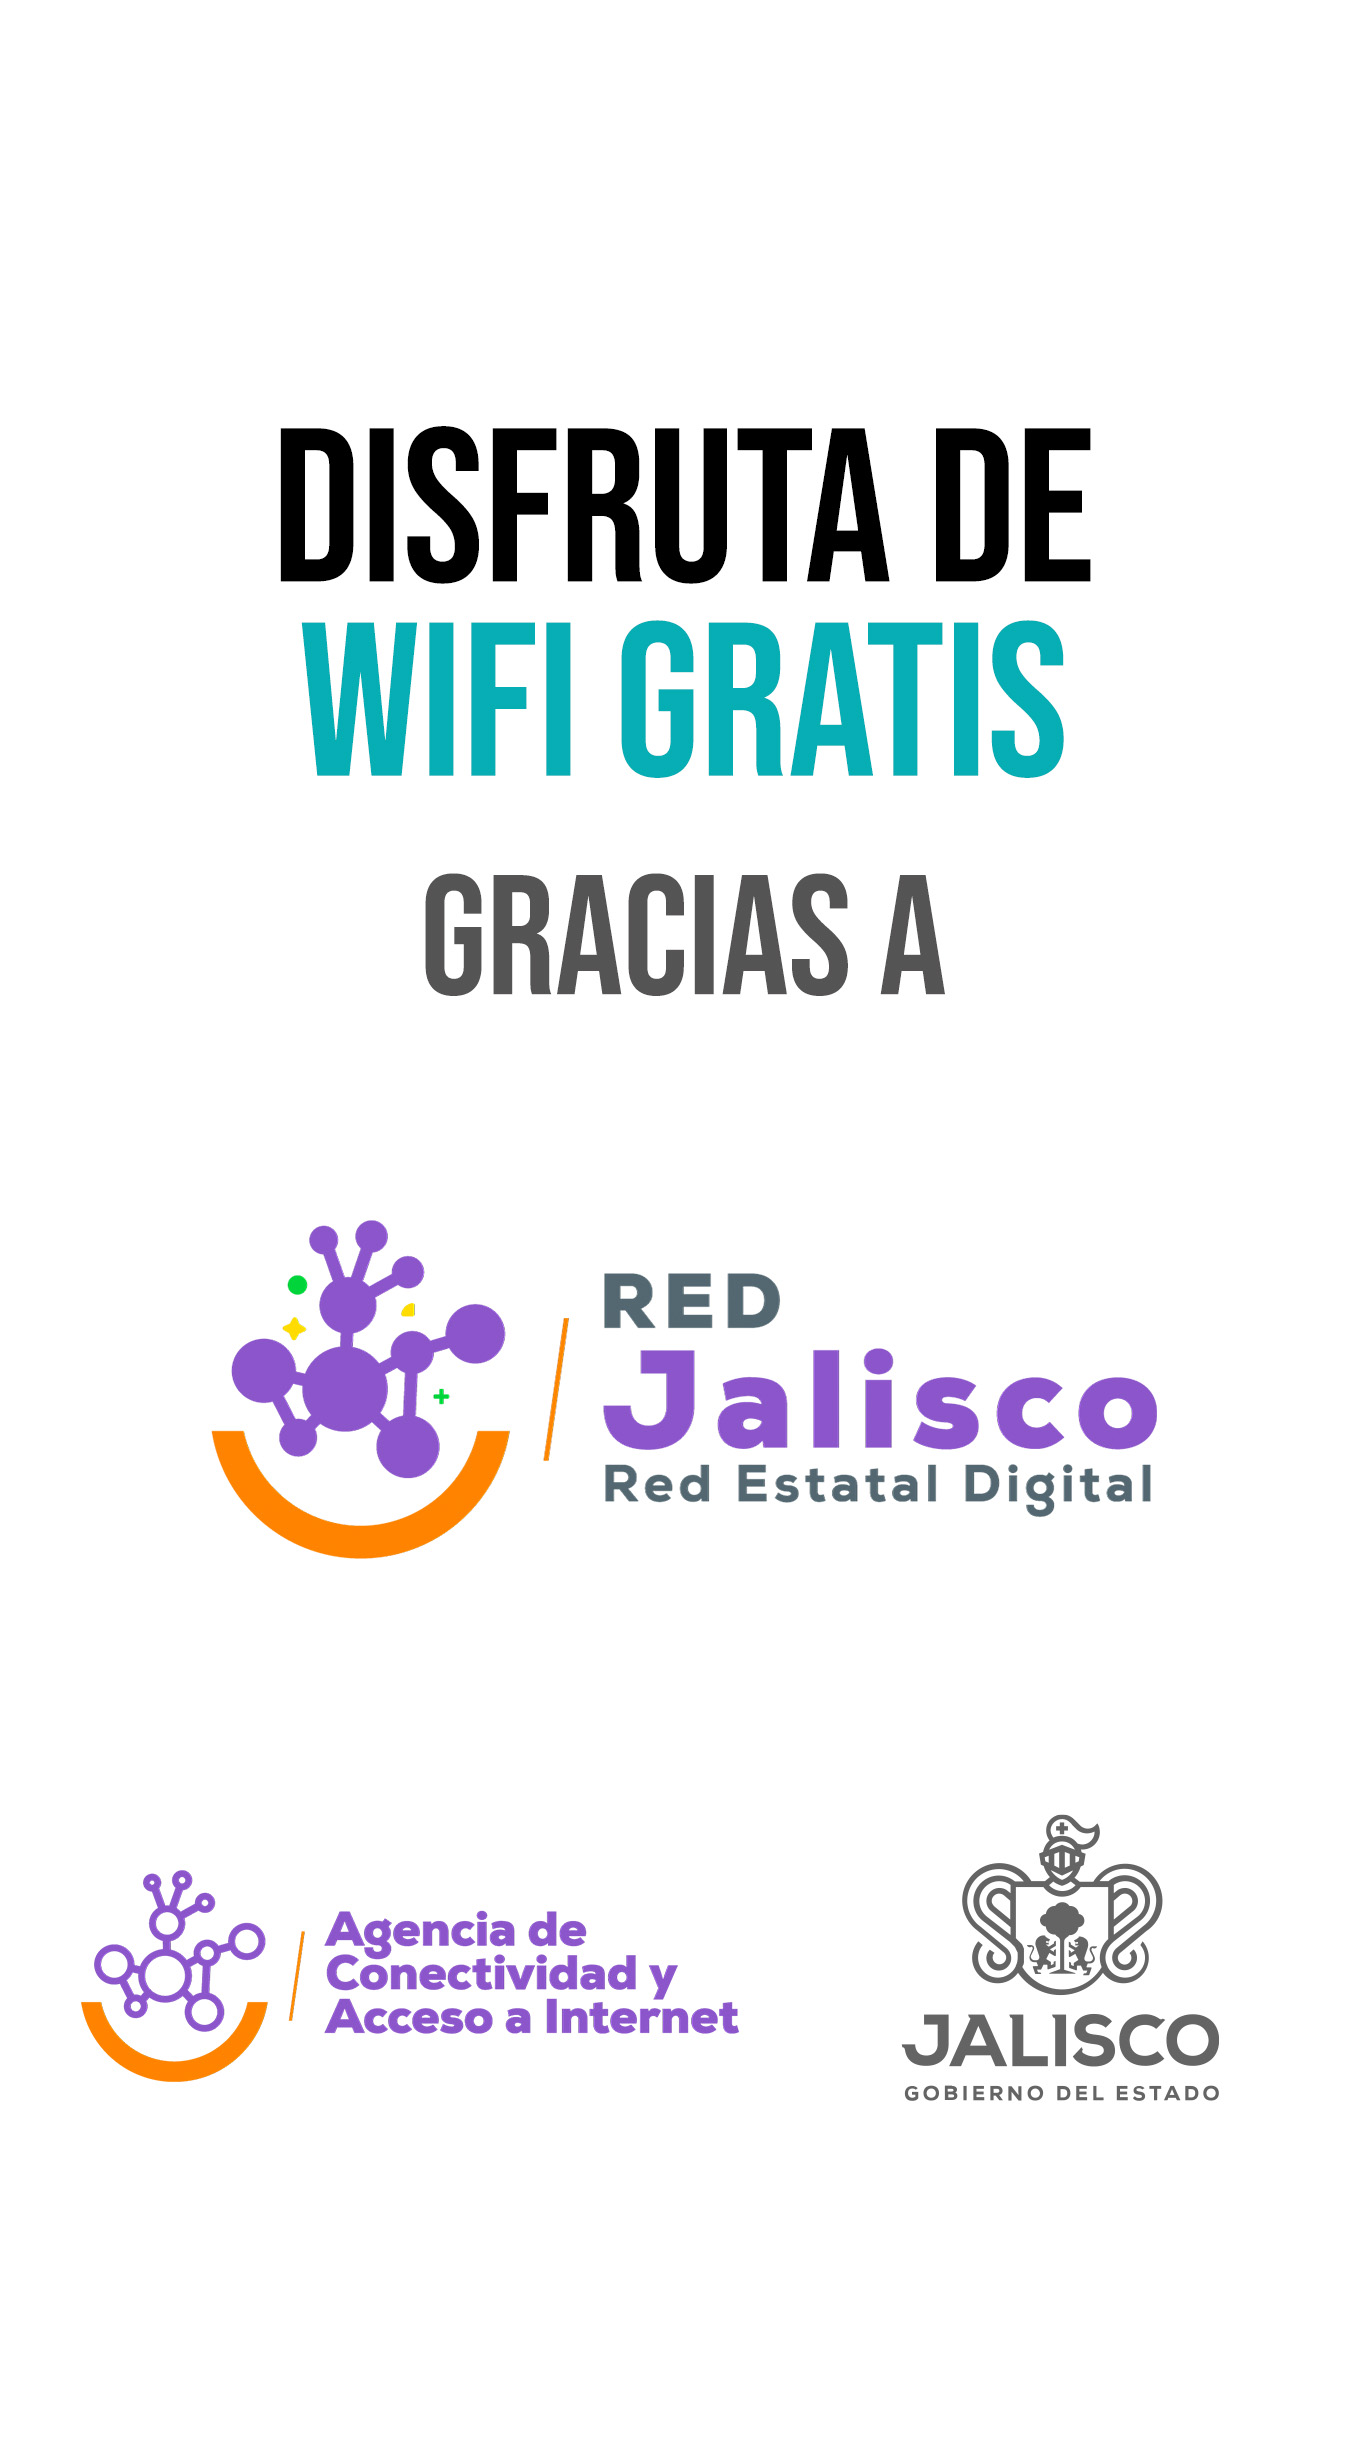 DISFRUTA DE
WIFI GRATIS
GRACIAS A
RED
Jalisco
Red Estatal Digital
Agencia de
Conectividad y
Acceso a Internet
JALISCO
GOBIERNO DEL ESTADO